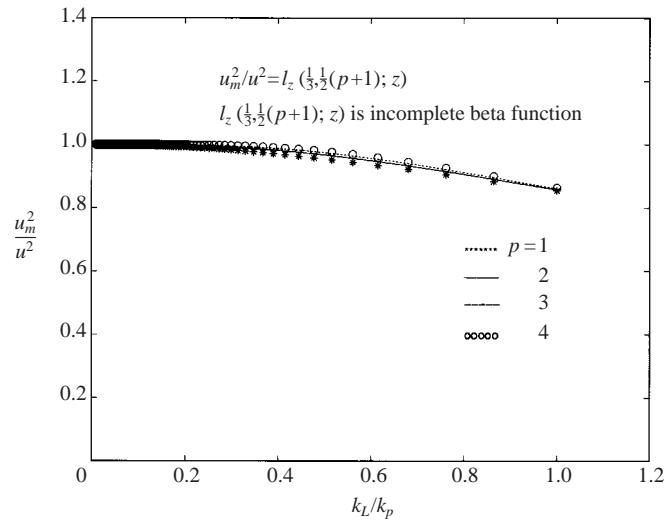 1.4
1.2
u_m^2/u^2=l_z (1/3,1/2(p+1); z)
l_z (1/3,1/2(p+1); z) is incomplete beta function
1.0
0.8
u_m^2
u^2
p=1
0.6
2
3
0.4
4
0.2
0
0.2
0.4
0.6
0.8
1.0
1.2
k_L/k_p